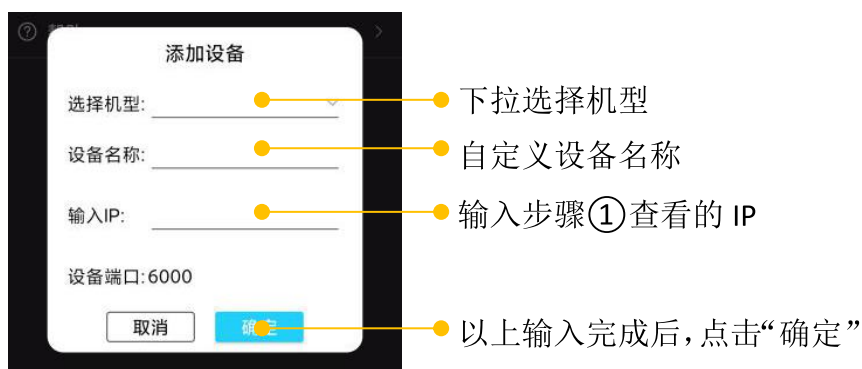 添加设备
选择机型:
下拉选择机型
设备名称:
自定义设备名称
输入IP:
输入步骤①查看的 IP
设备端口:6000
取消
确定
以上输入完成后,点击“确定”